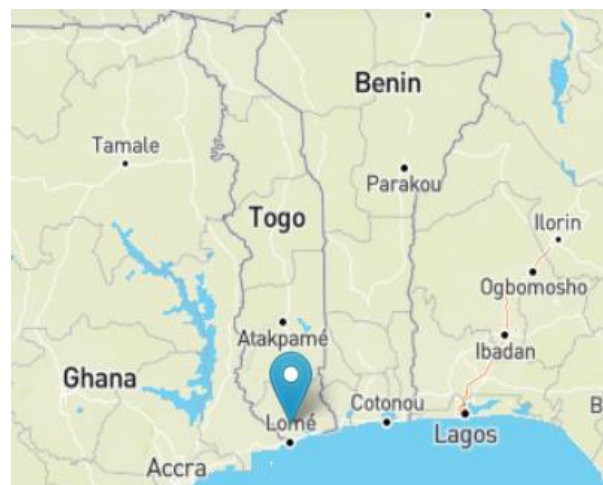 Benin
Tamale
Parakou
Togo
Ilorin
Ogbomosho
Atakpamé
Ibadan
Ghana
Cotonou
Lomé
Lagos
B
Accra